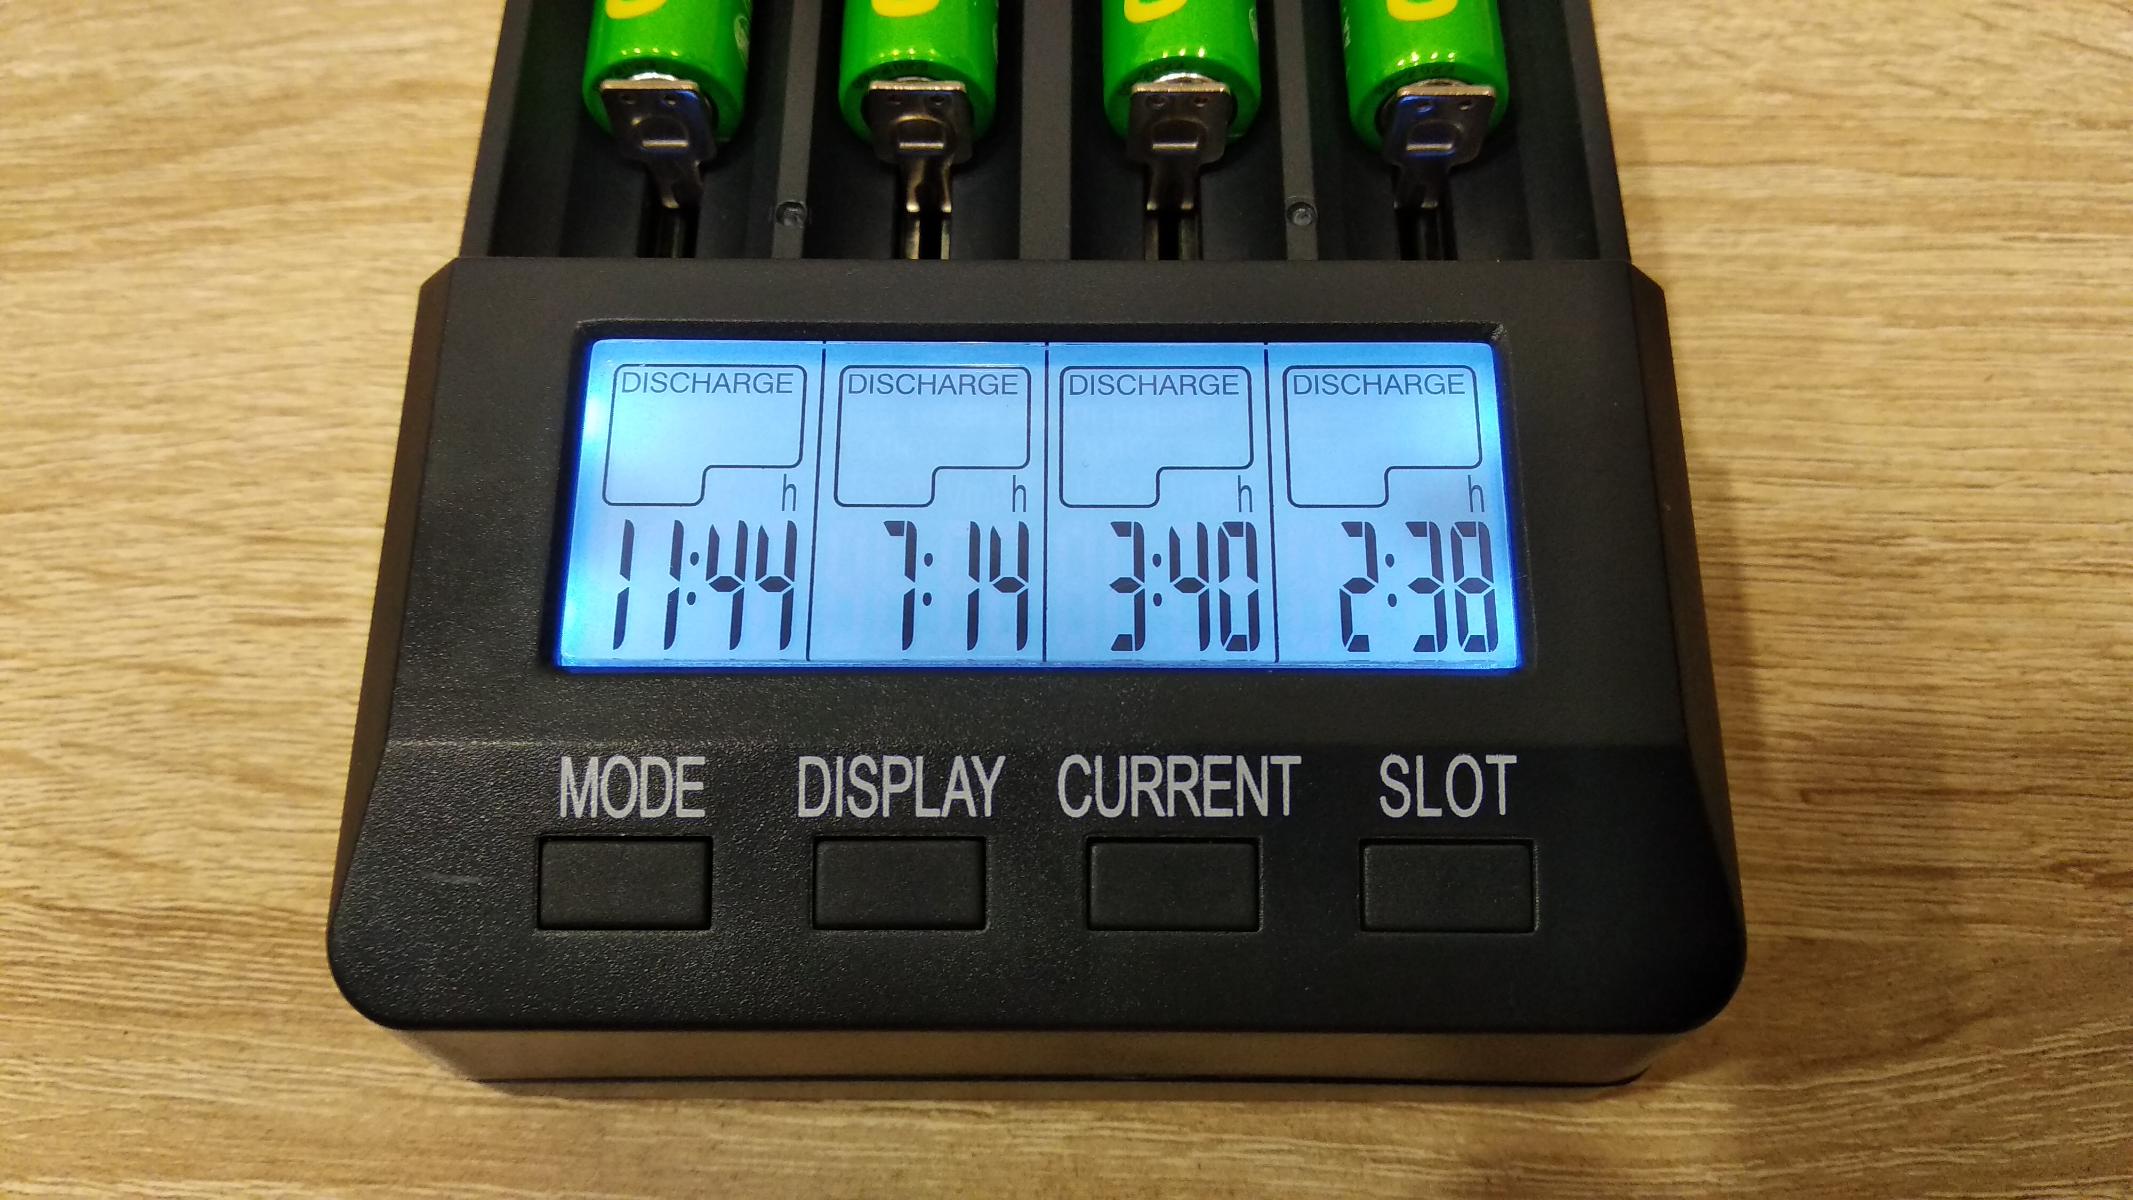 DISCHARGE DISCHARGE DISCHARGE DISCHARGE
h h h h
11:44 7:14 3:40 2:38
MODE DISPLAY CURRENT SLOT